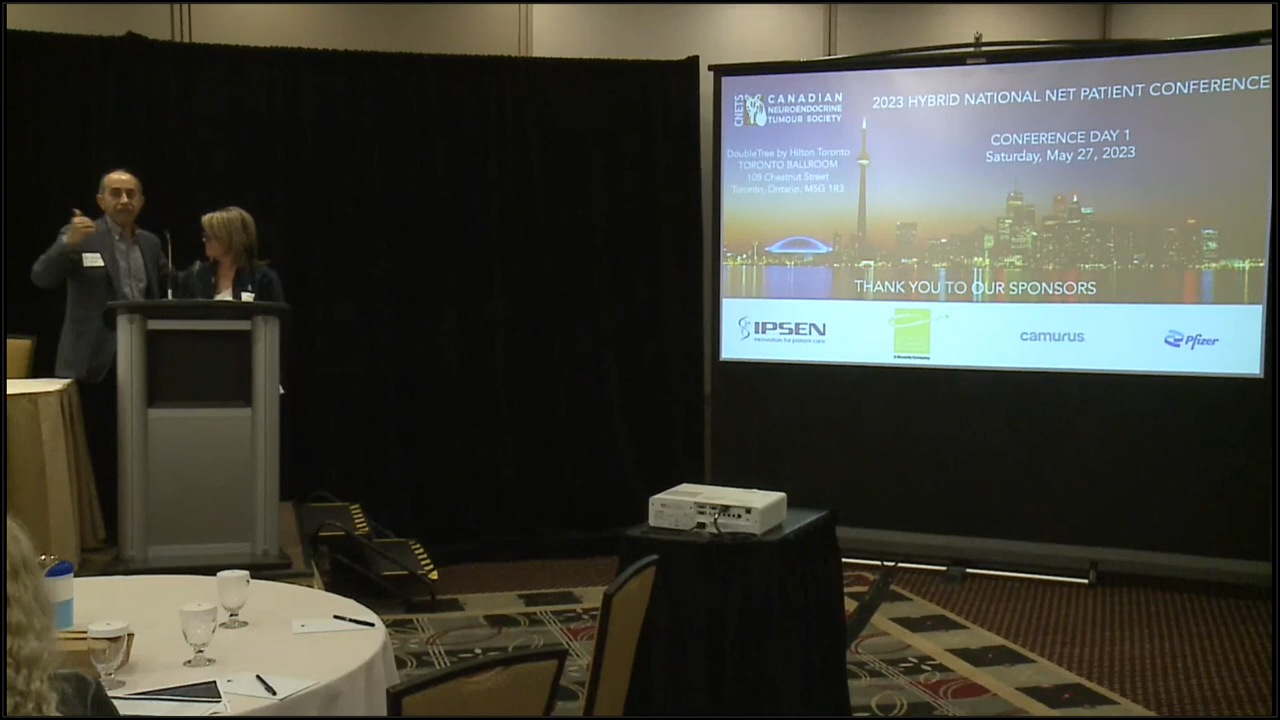 CNETS
CANADIAN
NEUROENDOCRINE
TUMOUR SOCIETY
2023 HYBRID NATIONAL NET PATIENT CONFERENCE
CONFERENCE DAY 1
Saturday, May 27, 2023
DoubleTree by Hilton Toronto
TORONTO BALLROOM
108 Chestnut Street
Toronto, Ontario, M5G 1R3
THANK YOU TO OUR SPONSORS
IPSEN
Innovation for patient care
camurus
Pfizer